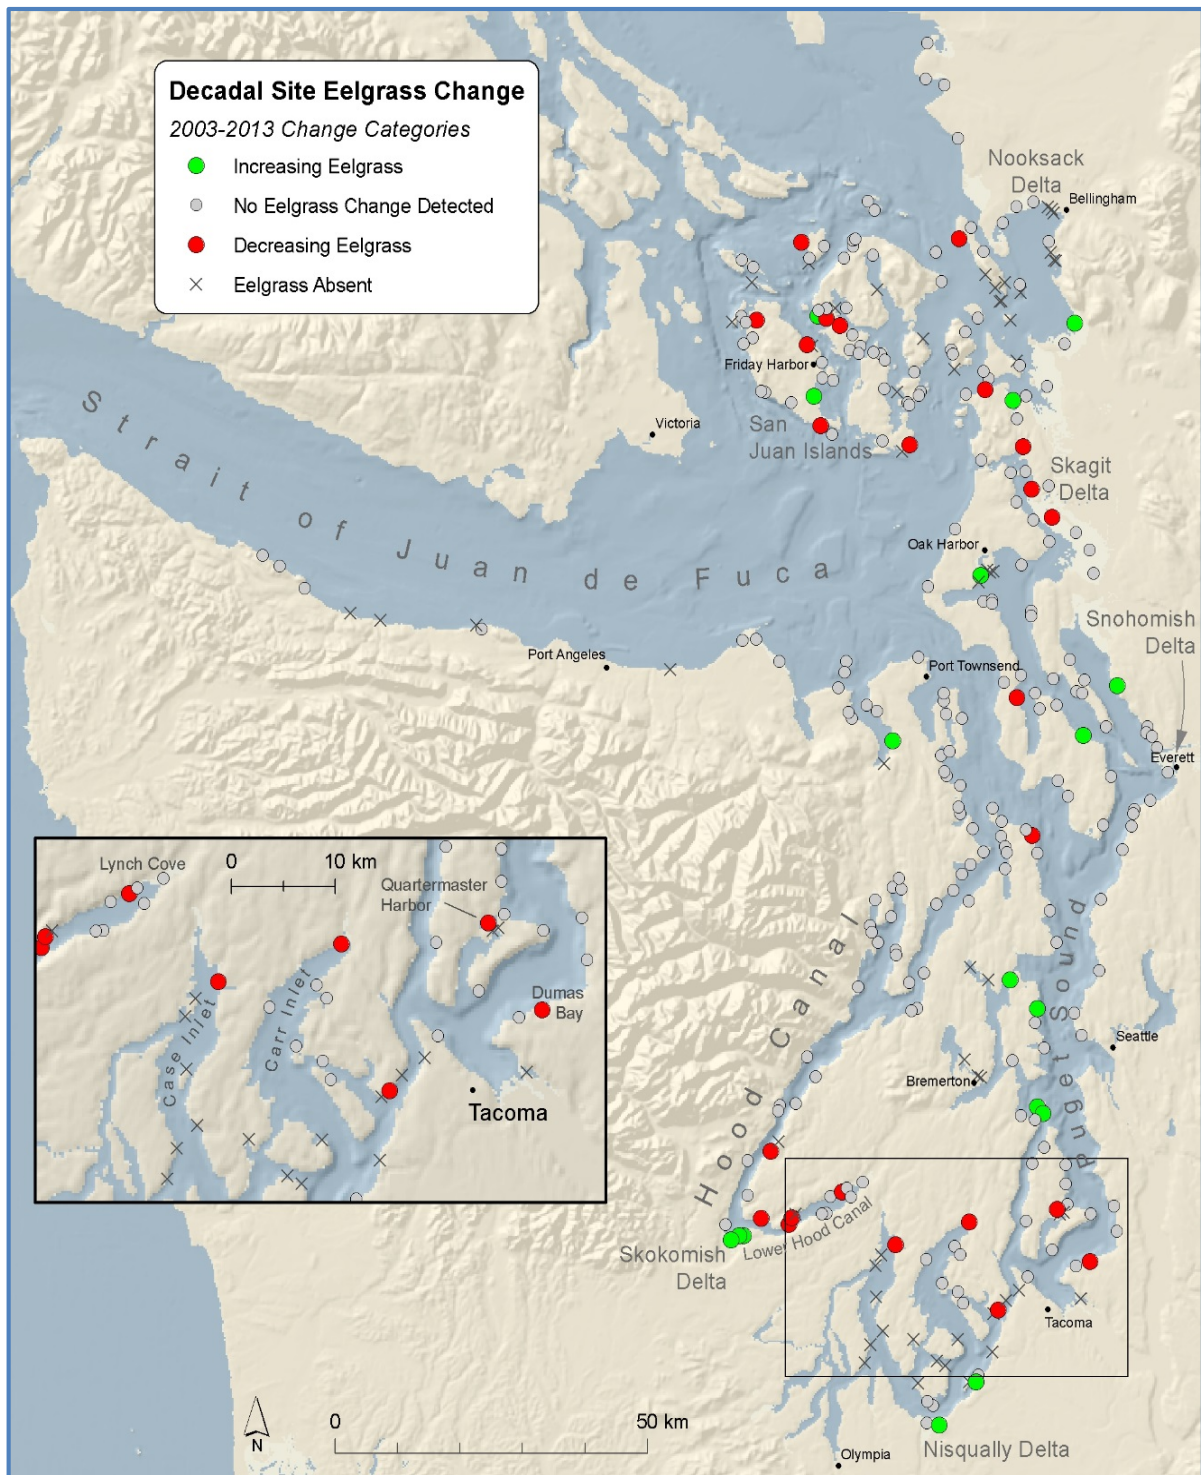 Decadal Site Eelgrass Change
2003-2013 Change Categories
Increasing Eelgrass
No Eelgrass Change Detected
Decreasing Eelgrass
Eelgrass Absent
Nooksack
Delta
Bellingham
Friday Harbor
Victoria
San
Juan Islands
Skagit
Delta
Strait of Juan de Fuca
Oak Harbor
Snohomish
Delta
Port Angeles
Port Townsend
Everett
Lynch Cove
0 10 km
Quartermaster
Harbor
Dumas
Bay
Case Inlet
Carr Inlet
Tacoma
Hood Canal
Puget Sound
Seattle
Bremerton
Lower Hood Canal
Skokomish
Delta
Tacoma
N
0 50 km
Nisqually Delta
Olympia